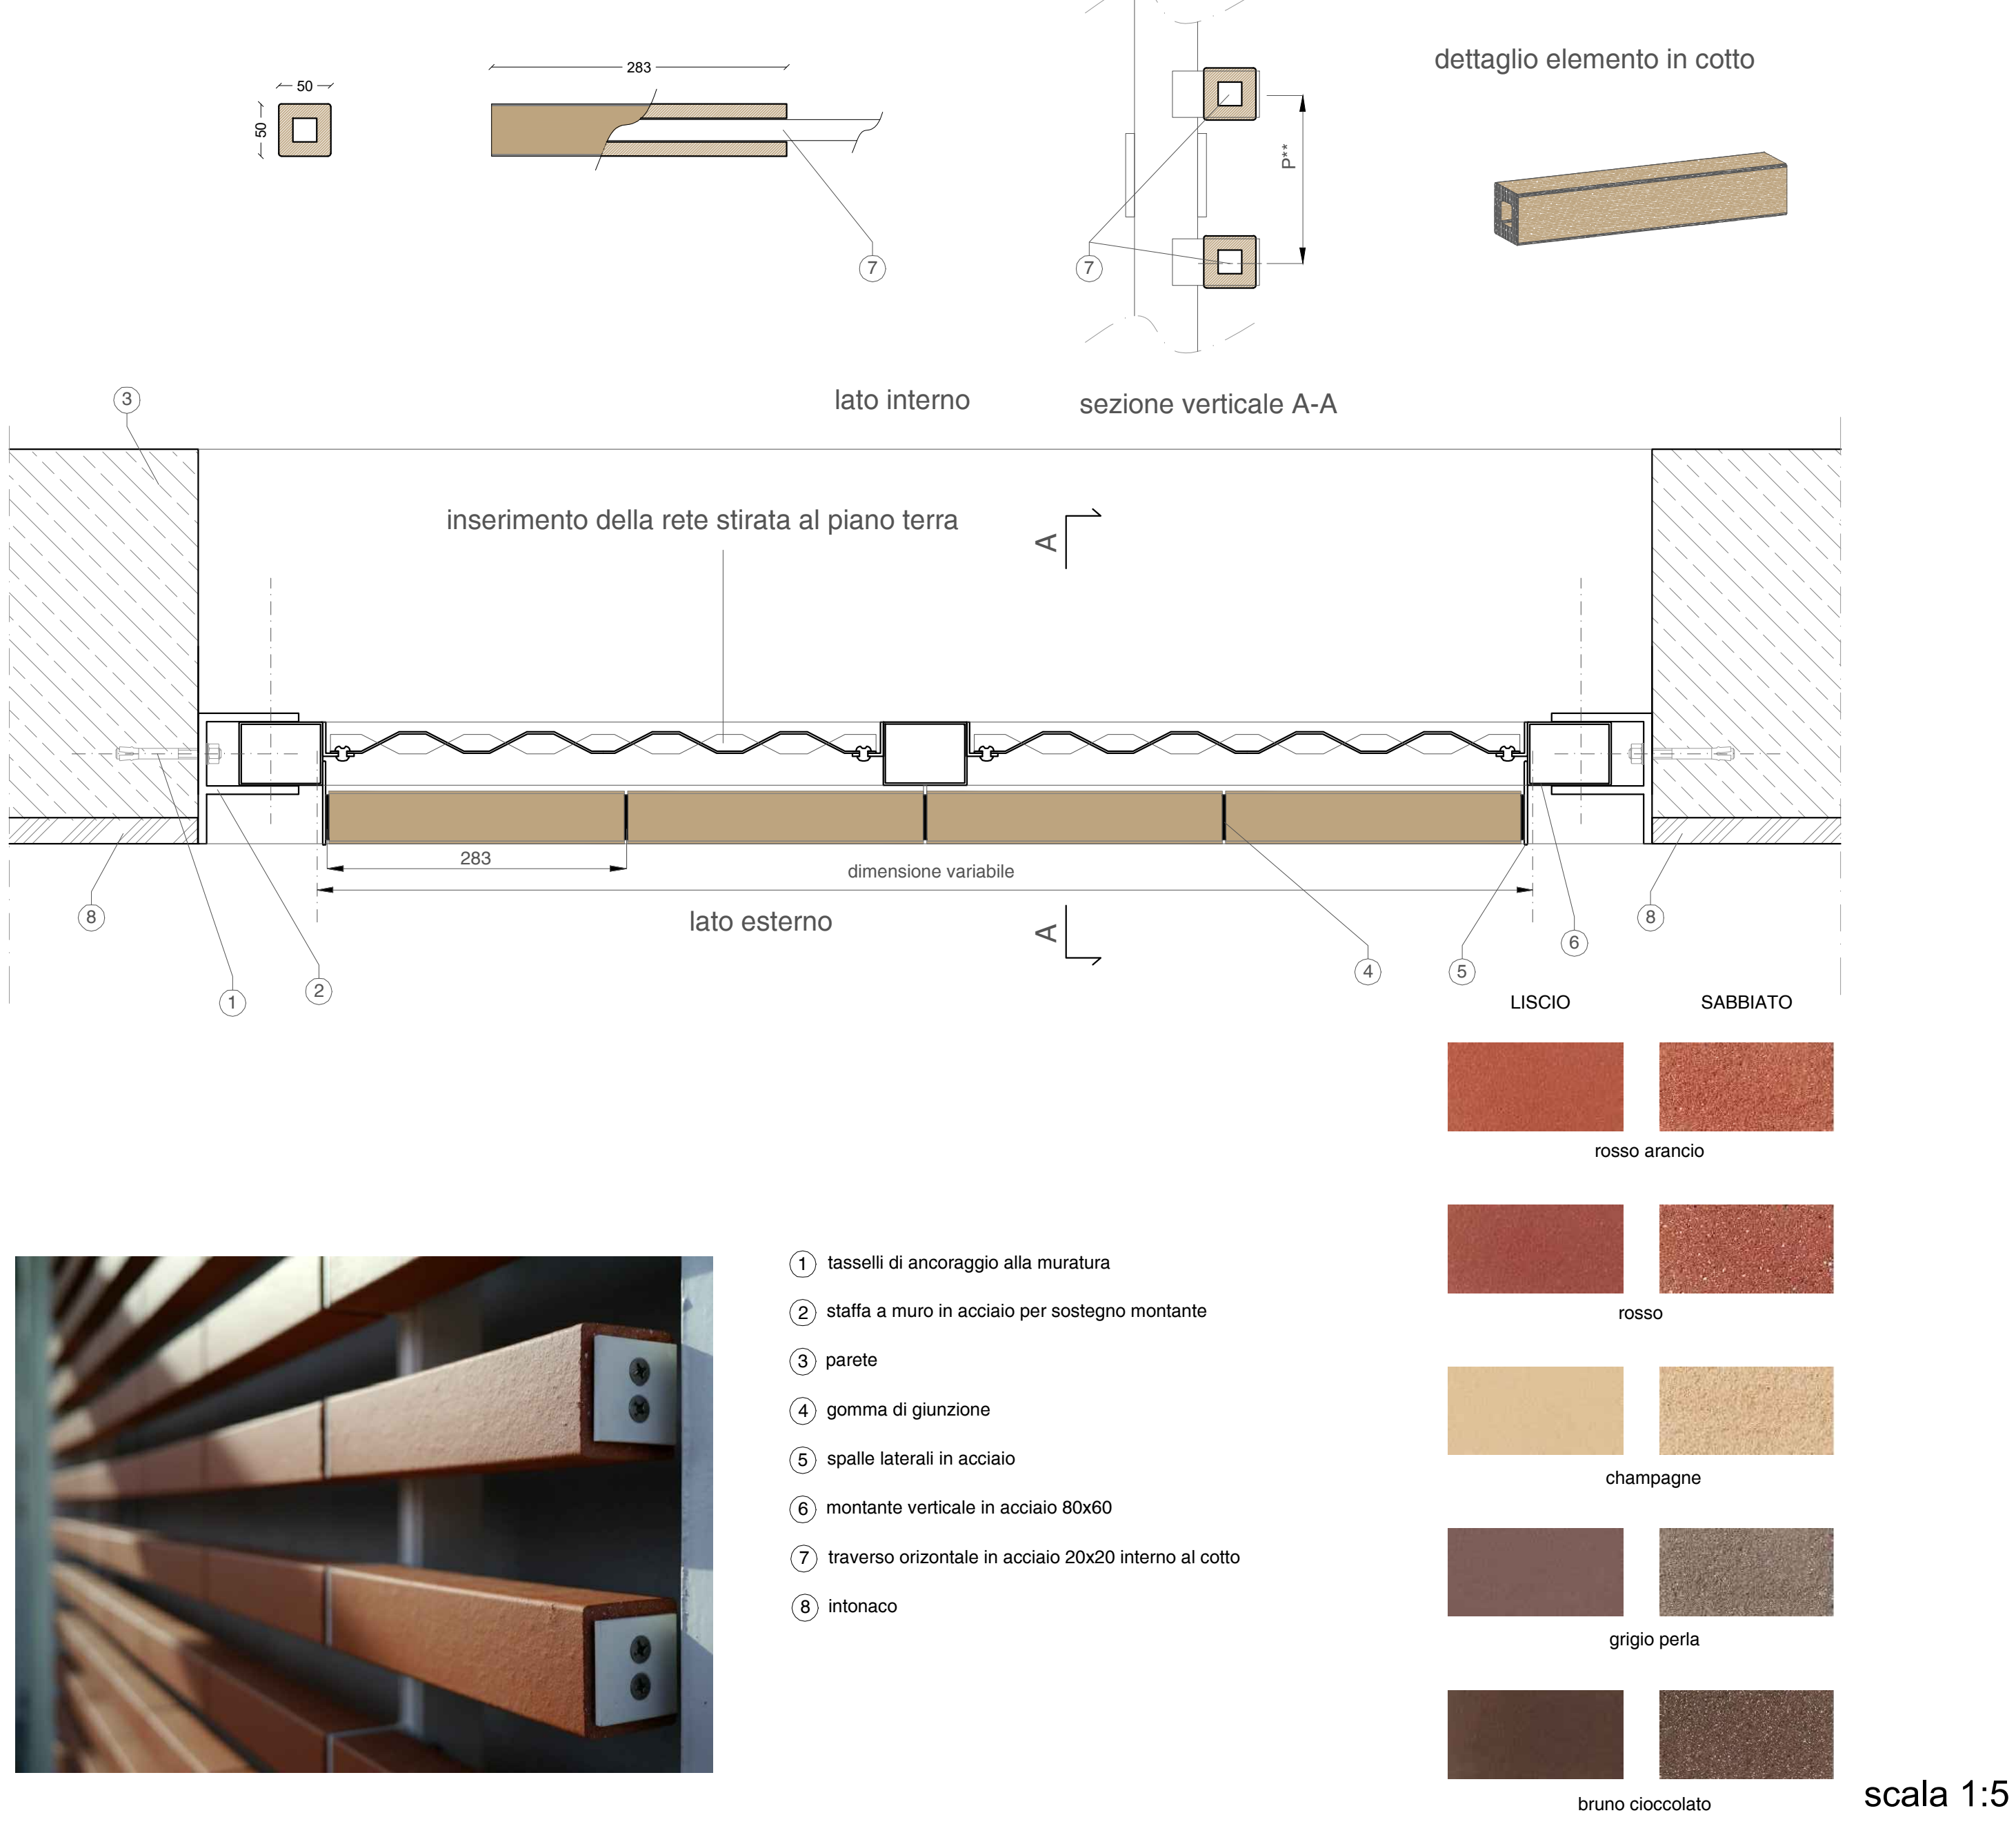 dettaglio elemento in cotto
283
50
50
P**
7
7
3
lato interno
sezione verticale A-A
inserimento della rete stirata al piano terra
A
283
dimensione variabile
lato esterno
A
8
8
6
4
5
2
1
LISCIO
SABBIATO
rosso arancio
rosso
champagne
grigio perla
bruno cioccolato
1 tasselli di ancoraggio alla muratura
2 staffa a muro in acciaio per sostegno montante
3 parete
4 gomma di giunzione
5 spalle laterali in acciaio
6 montante verticale in acciaio 80x60
7 traverso orizontale in acciaio 20x20 interno al cotto
8 intonaco
scala 1:5